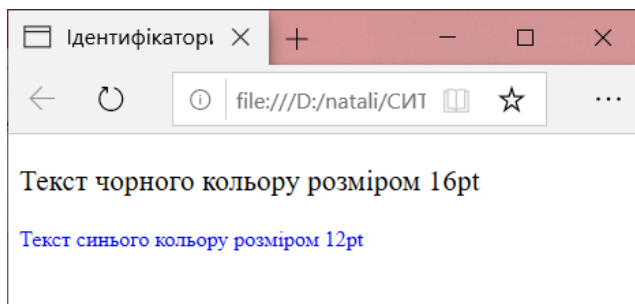 Ідентифікатори
file:///D:/natali/СИТ
Текст чорного кольору розміром 16pt
Текст синього кольору розміром 12pt